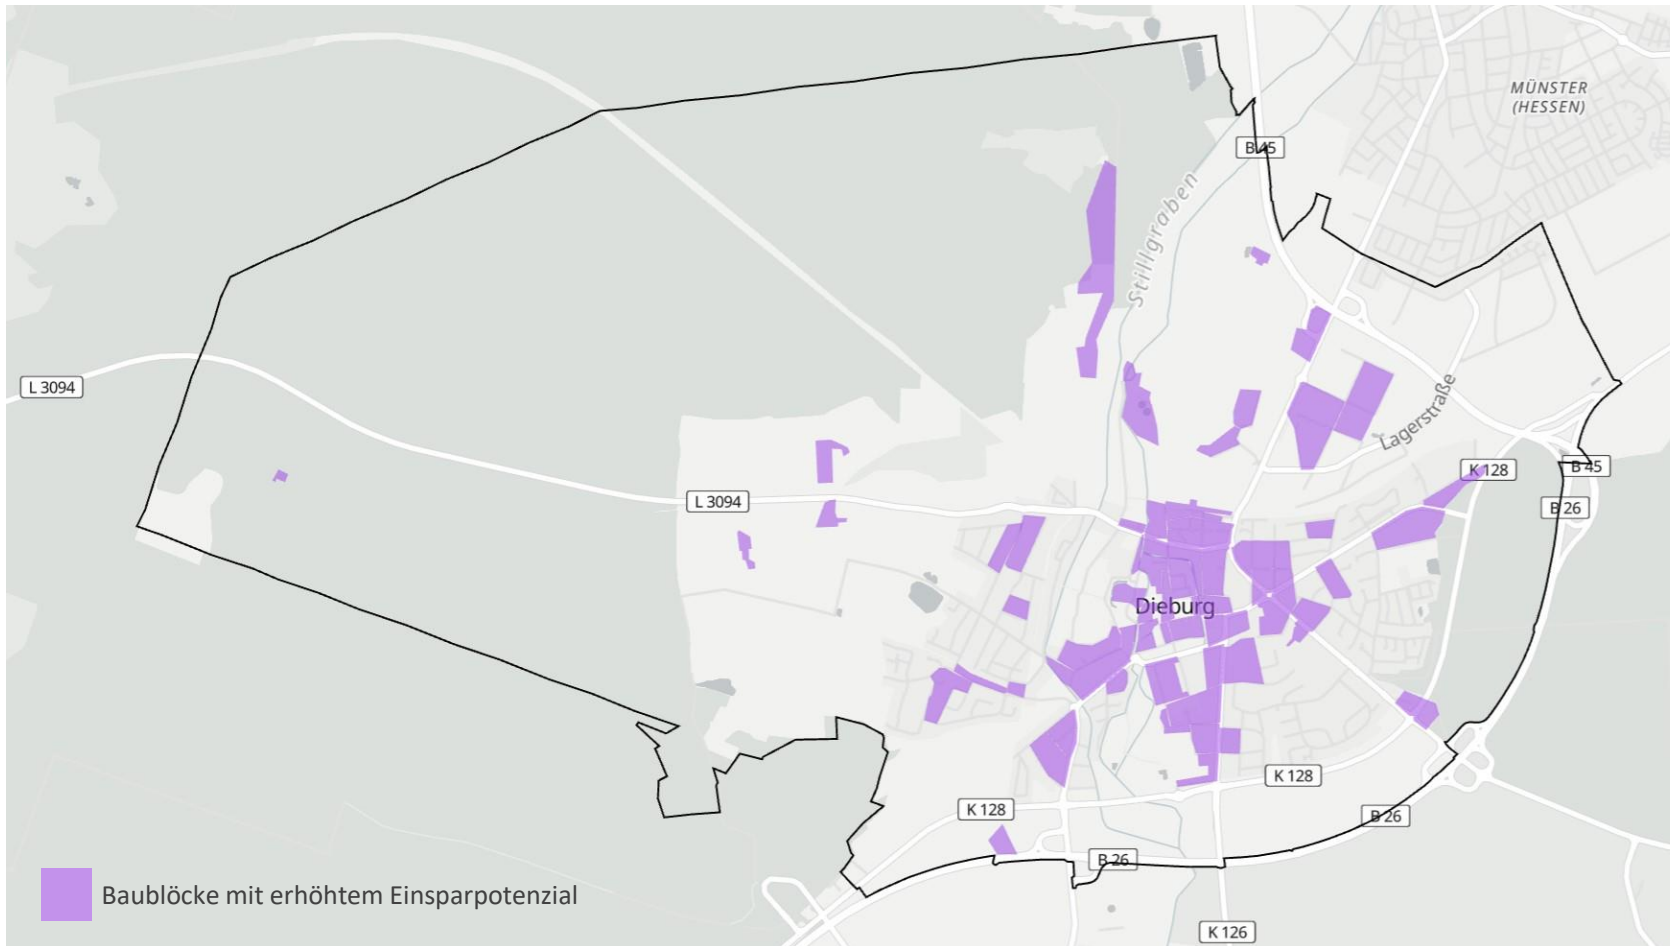 MÜNSTER
(HESSEN)
B 45
Stillgraben
L 3094
Lagerstraße
K 128
B 45
L 3094
B 26
Dieburg
K 128
K 128
B 26
B 26
Baublöcke mit erhöhtem Einsparpotenzial
K 126